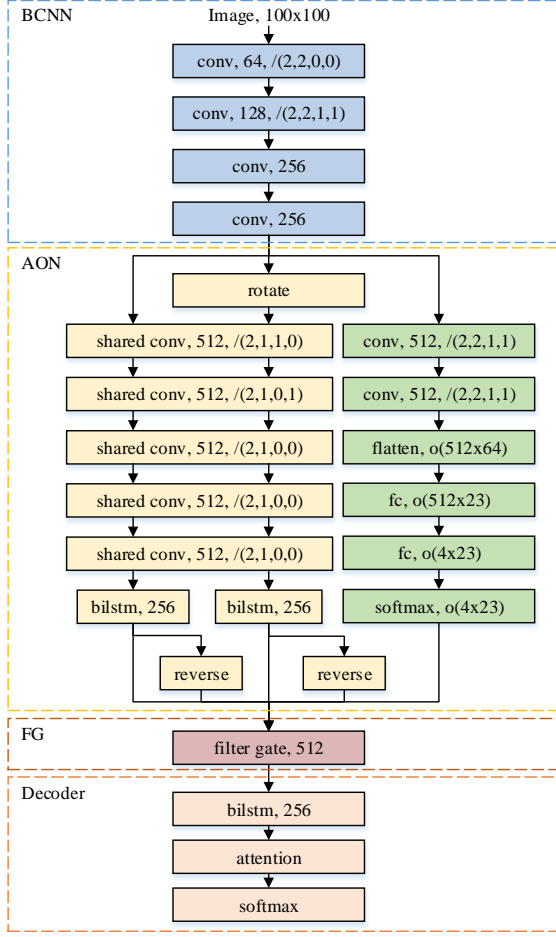 BCNN
Image, 100x100
conv, 64, /(2,2,0,0)
conv, 128, /(2,2,1,1)
conv, 256
conv, 256
AON
rotate
shared conv, 512, /(2,1,1,0)
conv, 512, /(2,2,1,1)
shared conv, 512, /(2,1,0,1)
conv, 512, /(2,2,1,1)
shared conv, 512, /(2,1,0,0)
flatten, o(512x64)
shared conv, 512, /(2,1,0,0)
fc, o(512x23)
shared conv, 512, /(2,1,0,0)
fc, o(4x23)
bilstm, 256
bilstm, 256
softmax, o(4x23)
reverse
reverse
FG
filter gate, 512
Decoder
bilstm, 256
attention
softmax